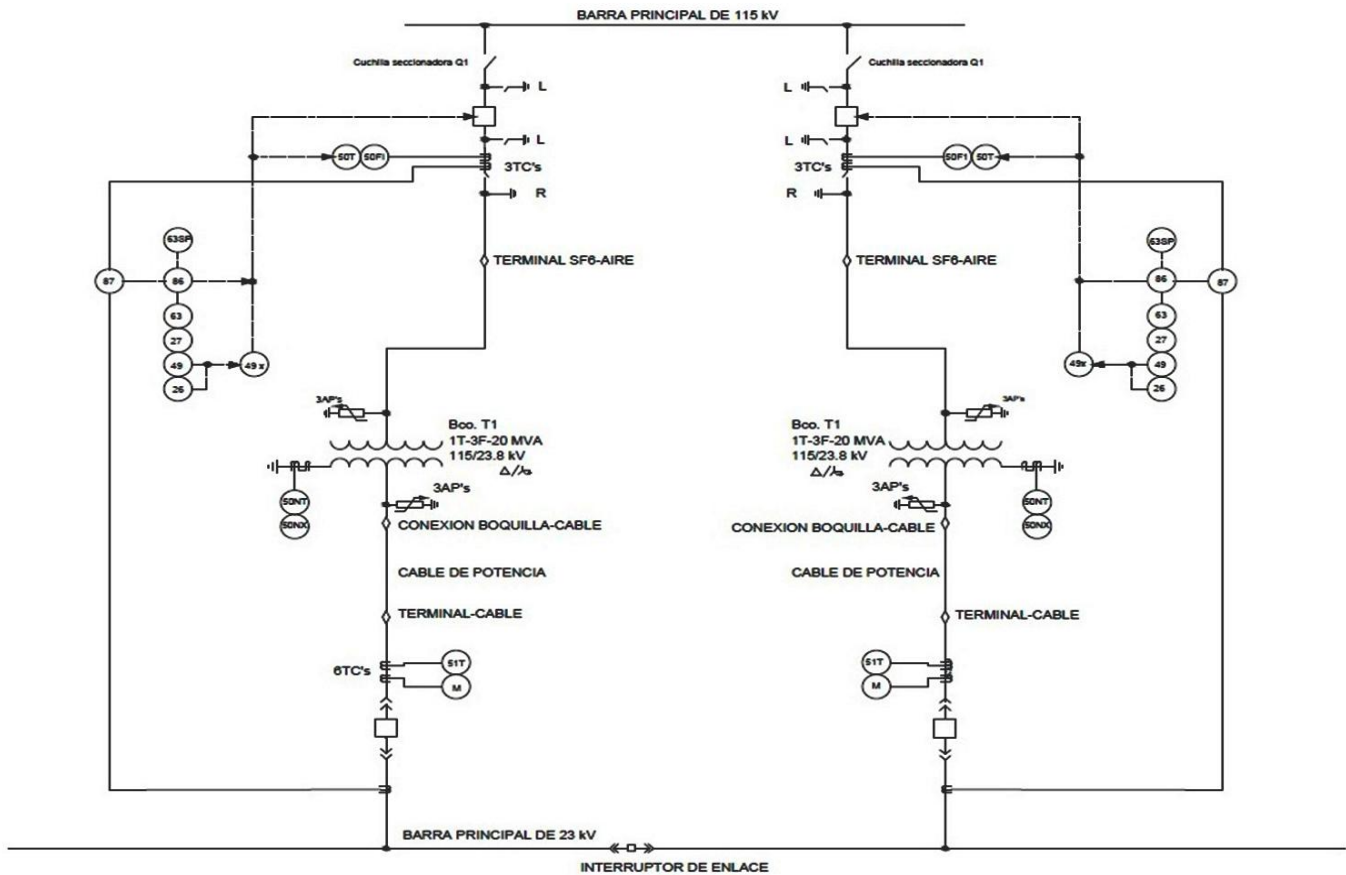 BARRA PRINCIPAL DE 115 kV
Cuchilla seccionadora Q1
Cuchilla seccionadora Q1
L
L
L
L
50T
50FI
50F1
50T
3TC's
3TC's
R
R
63SP
63SP
TERMINAL SF6-AIRE
TERMINAL SF6-AIRE
87
86
86
87
63
63
27
27
49
49 x
49x
49
26
26
3AP's
3AP's
Bco. T1
1T-3F-20 MVA
115/23.8 kV
Bco. T1
1T-3F-20 MVA
115/23.8 kV
3AP's
3AP's
50NT
50NX
50NT
50NX
CONEXION BOQUILLA-CABLE
CONEXION BOQUILLA-CABLE
CABLE DE POTENCIA
CABLE DE POTENCIA
TERMINAL-CABLE
TERMINAL-CABLE
6TC's
51T
M
51T
M
BARRA PRINCIPAL DE 23 kV
INTERRUPTOR DE ENLACE